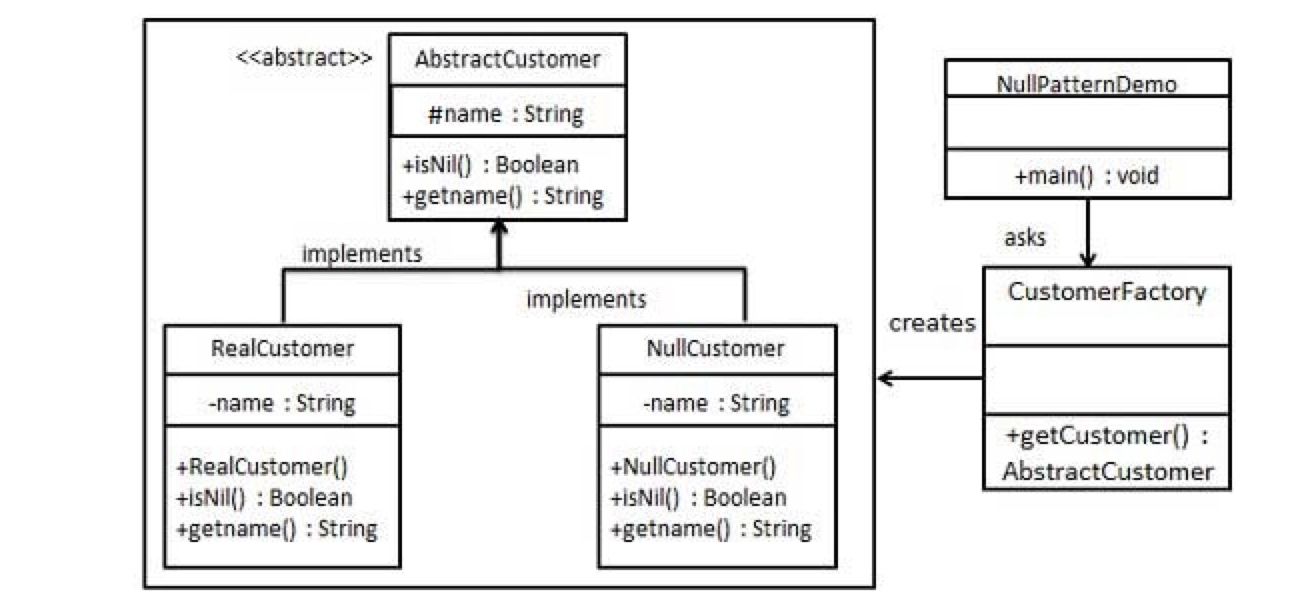 <<abstract>>
AbstractCustomer
#name : String
+isNil() : Boolean
+getname() : String
implements
implements
RealCustomer
-name : String
+RealCustomer()
+isNil() : Boolean
+getname() : String
NullCustomer
-name : String
+NullCustomer()
+isNil() : Boolean
+getname() : String
NullPatternDemo
+main() : void
asks
CustomerFactory
creates
+getCustomer() :
AbstractCustomer